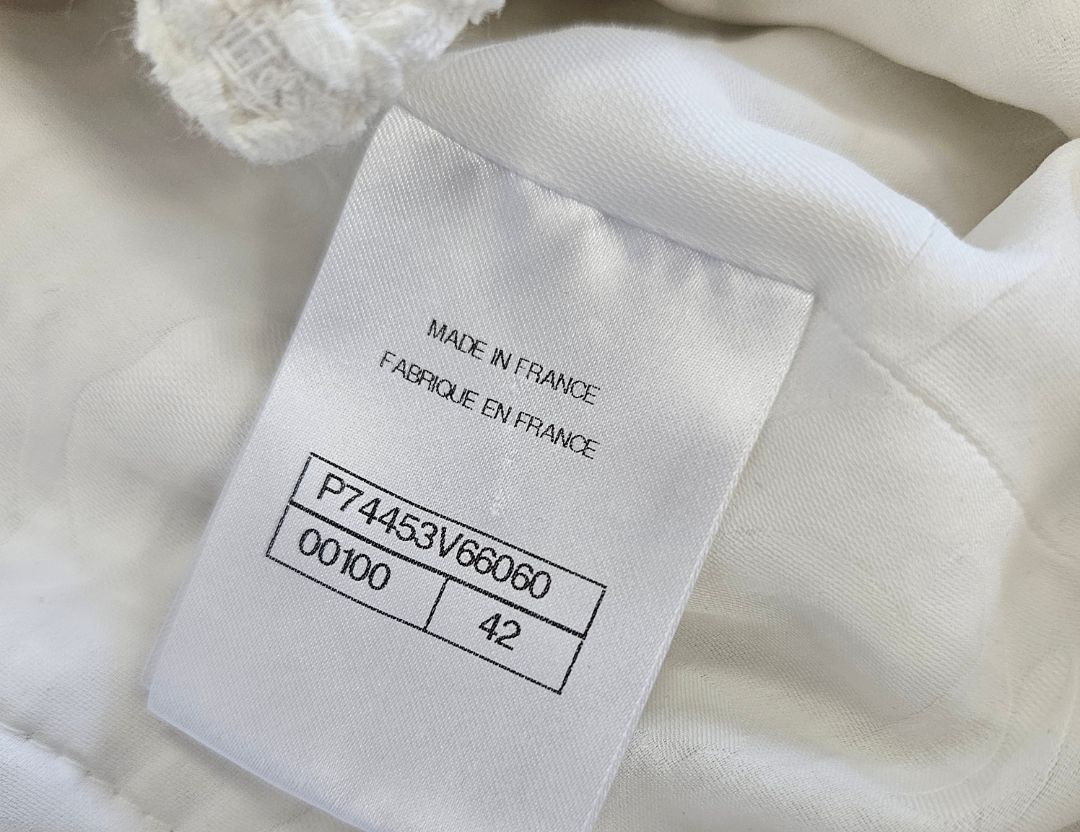 MADE IN FRANCE
FABRIQUE EN FRANCE
P74453V66060
00100 42